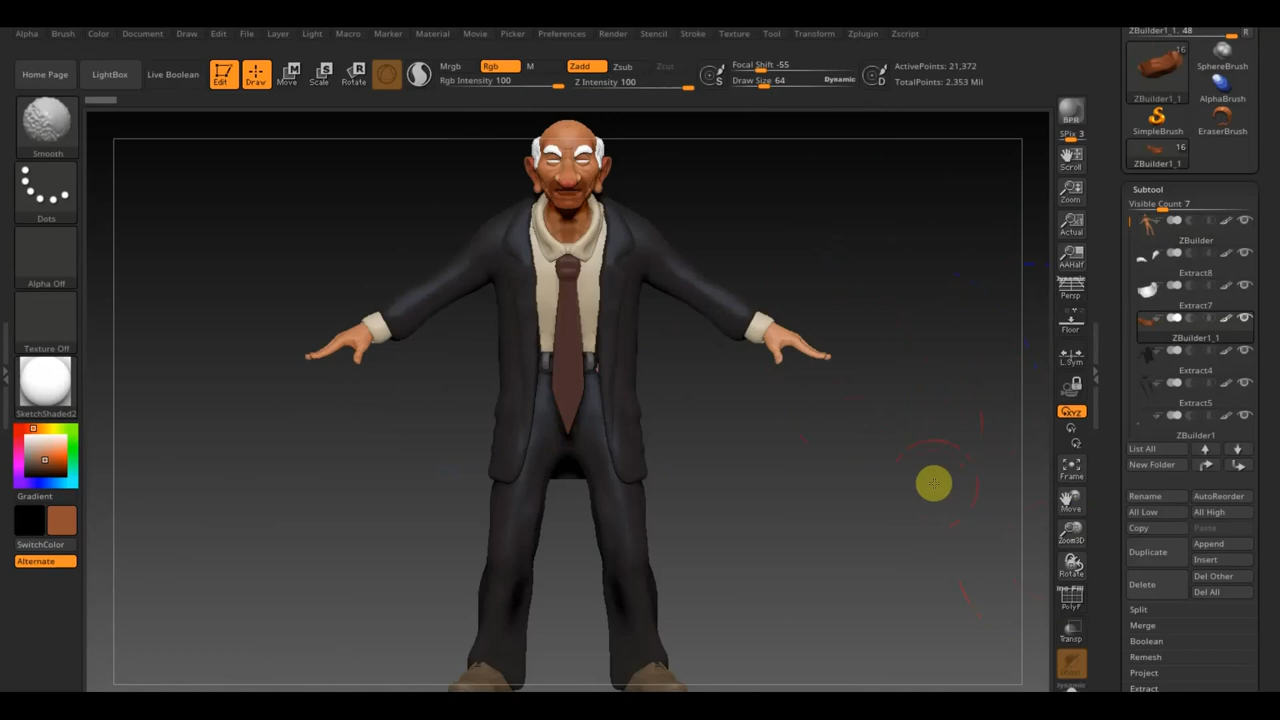 Alpha Brush Color Document Draw Edit File Layer Light Macro Marker Material Movie Picker Preferences Render Stencil Stroke Texture Tool Transform Zplugin Zscript
ZBuilder1_1. 48 R
Home Page LightBox Live Boolean Edit Draw Move Scale Rotate
Mrgb Rgb M Zadd Zsub Zcut
Rgb Intensity 100 Z Intensity 100
Focal Shift -55
Draw Size 64 Dynamic
S D
ActivePoints: 21,372
TotalPoints: 2.353 Mil
Smooth
Dots
Alpha Off
Texture Off
SketchShaded2
Gradient
SwitchColor
Alternate
BPR
SPix 3
Scroll
Zoom
Actual
AAHalf
Dynamic
Persp
Floor
L.Sym
XYZ
Y
Z
Frame
Move
Zoom3D
Rotate
PolyF
Transp
Dynamic
16
SphereBrush
ZBuilder1_1 AlphaBrush
SimpleBrush EraserBrush
16
ZBuilder1_1
Subtool
Visible Count 7
ZBuilder
Extract8
Extract7
ZBuilder1_1
Extract4
Extract5
ZBuilder1
List All
New Folder
Rename AutoReorder
All Low All High
Copy Paste
Duplicate Append
Insert
Delete Del Other
Del All
Split
Merge
Boolean
Remesh
Project
Extract